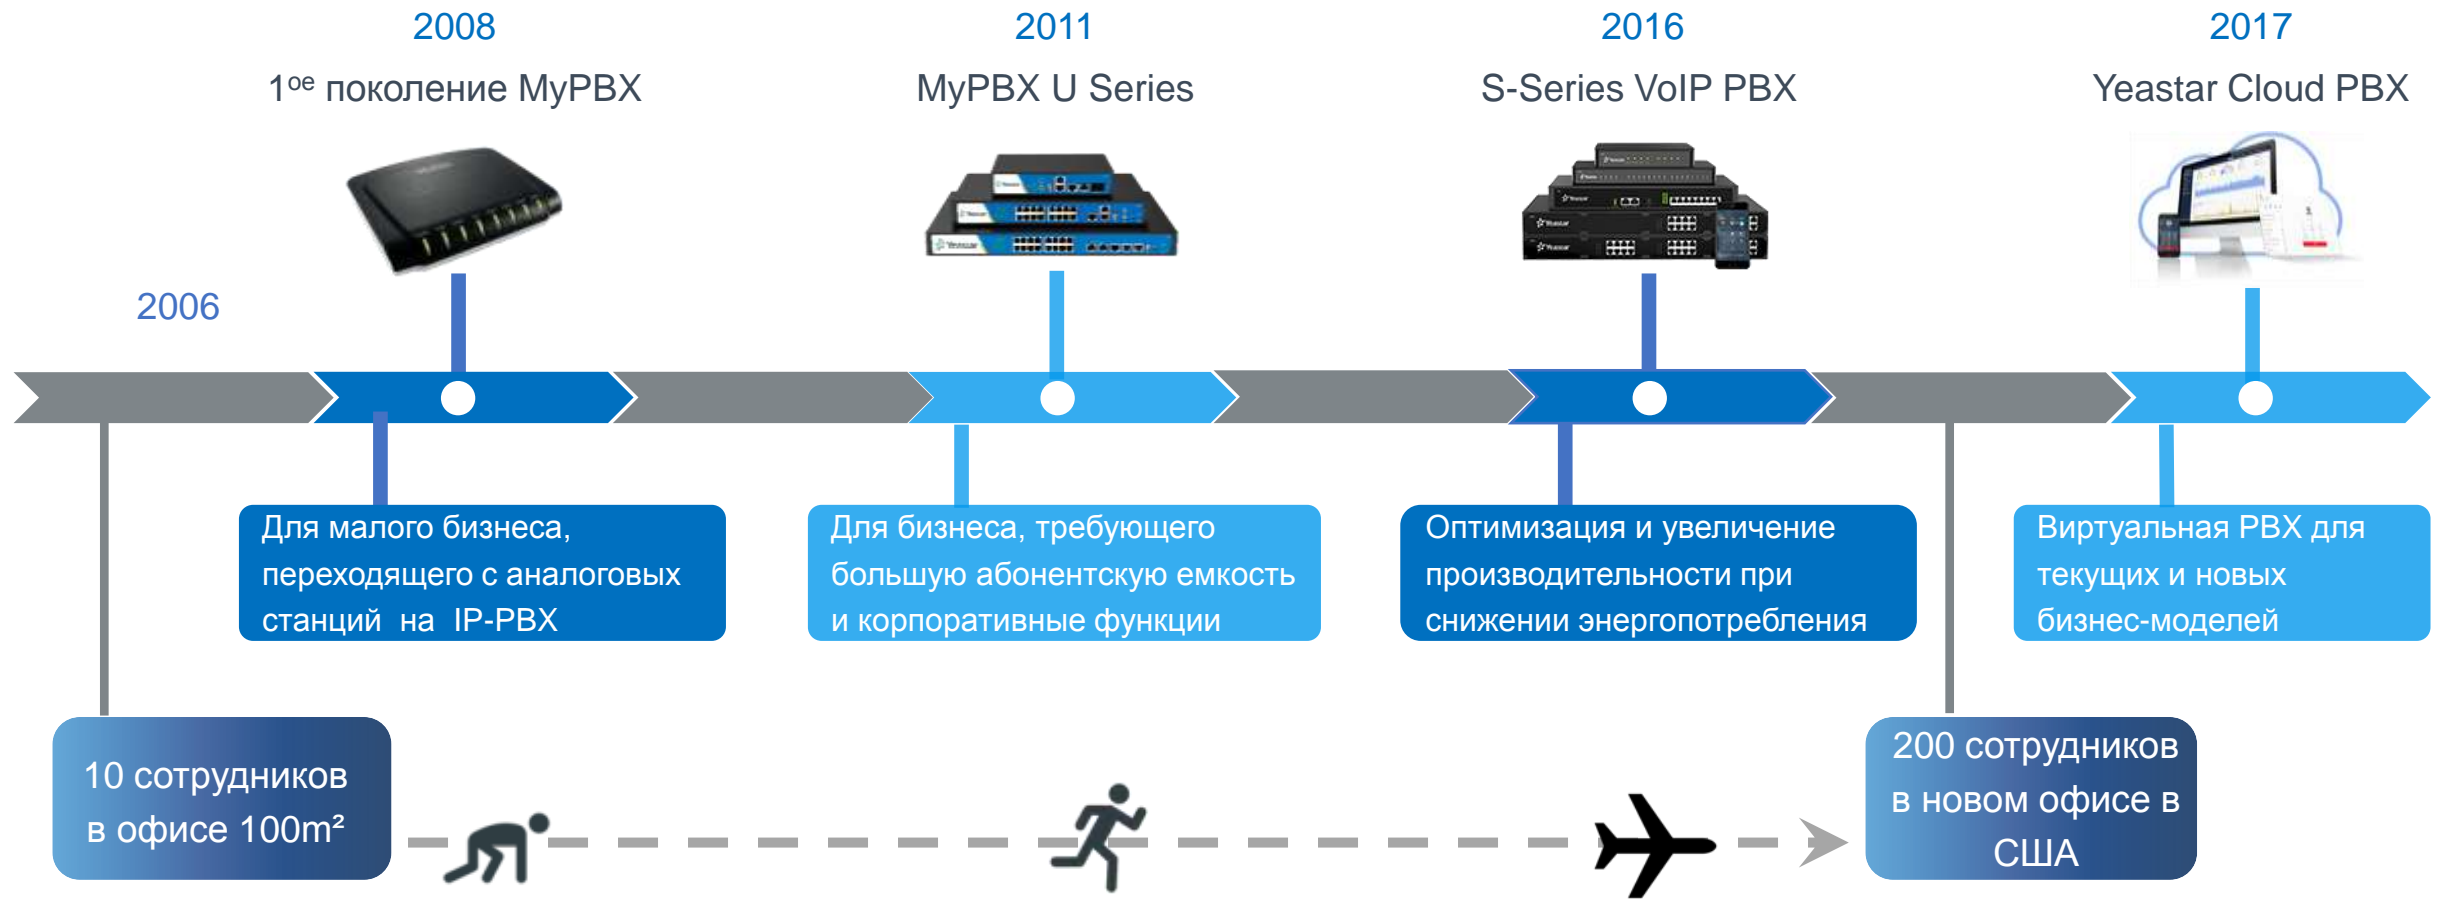 2008
2011
2016
2017
1ое поколение MyPBX
MyPBX U Series
S-Series VoIP PBX
Yeastar Cloud PBX
Yeastar
Yeastar
2006
Для малого бизнеса,
переходящего с аналоговых
станций на IP-PBX
Для бизнеса, требующего
большую абонентскую емкость
и корпоративные функции
Оптимизация и увеличение
производительности при
снижении энергопотребления
Виртуальная PBX для
текущих и новых
бизнес-моделей
10 сотрудников
в офисе 100m²
200 сотрудников
в новом офисе в
США